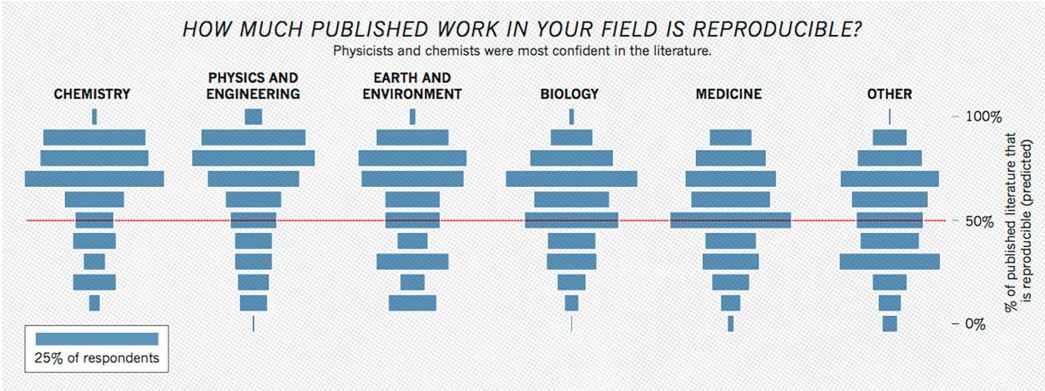 HOW MUCH PUBLISHED WORK IN YOUR FIELD IS REPRODUCIBLE?
Physicists and chemists were most confident in the literature.
CHEMISTRY
PHYSICS AND
ENGINEERING
EARTH AND
ENVIRONMENT
BIOLOGY
MEDICINE
OTHER
100%
50%
0%
% of published literature that
is reproducible (predicted)
25% of respondents